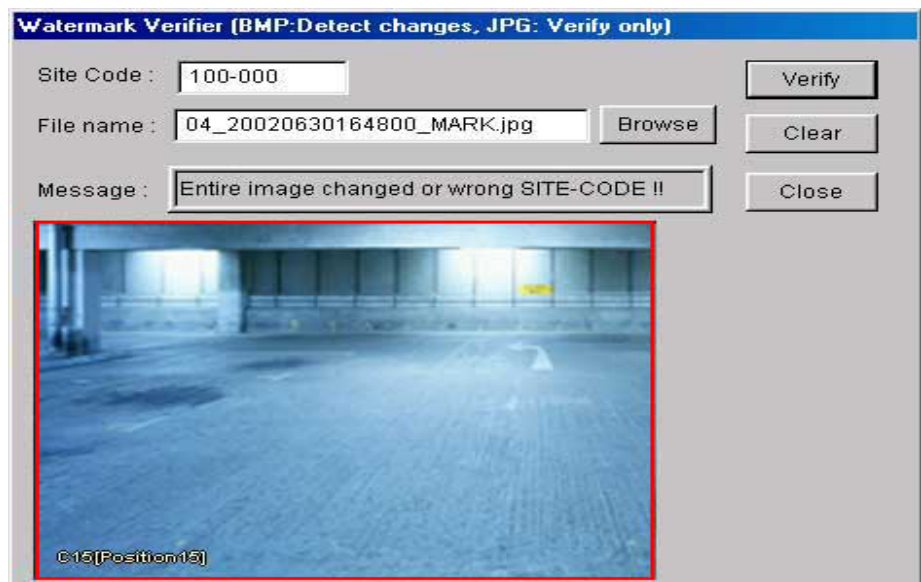 Watermark Verifier (BMP:Detect changes, JPG: Verify only)
Site Code : 100-000 Verify
File name : 04_20020630164800_MARK.jpg Browse Clear
Message : Entire image changed or wrong SITE-CODE !! Close
C15[Position15]